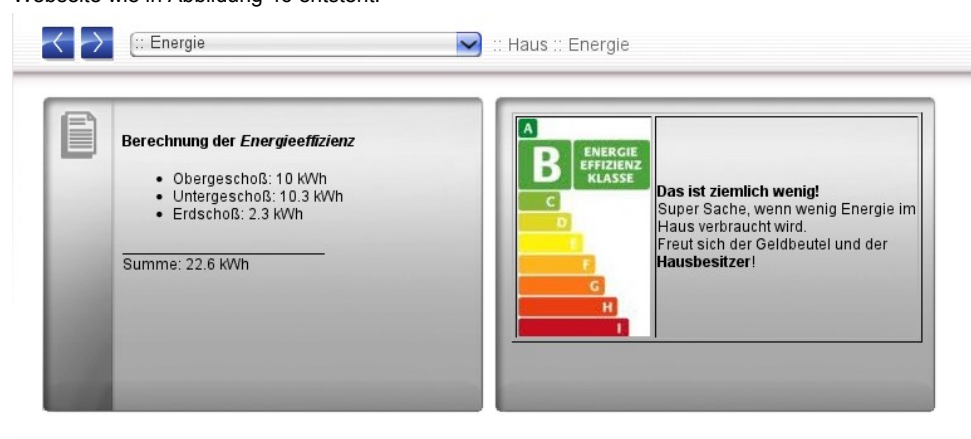 Webseite wie in Abbildung 40 entsteht.
:: Energie
:: Haus :: Energie
Berechnung der Energieeffizienz
• Obergeschoß: 10 kWh
• Untergeschoß: 10.3 kWh
• Erdschoß: 2.3 kWh
Summe: 22.6 kWh
A
B
ENERGIE
EFFIZIENZ
KLASSE
C
D
E
F
G
H
I
Das ist ziemlich wenig!
Super Sache, wenn wenig Energie im
Haus verbraucht wird.
Freut sich der Geldbeutel und der
Hausbesitzer!